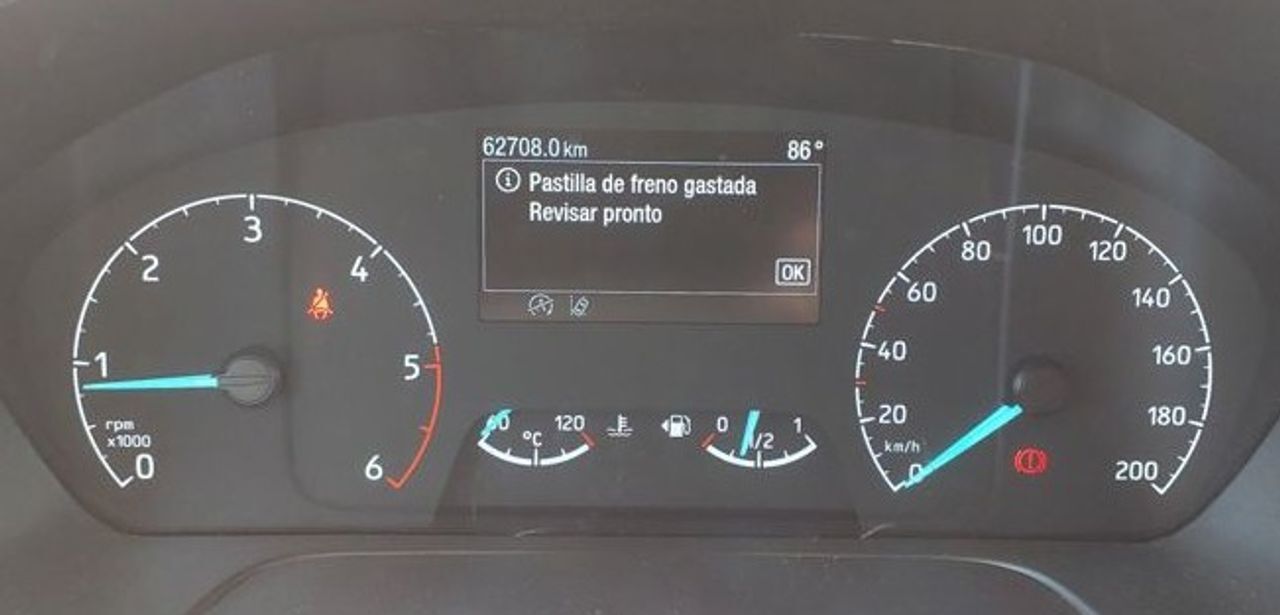 62708.0 km 86°
Pastilla de freno gastada
Revisar pronto
OK
0 1 2 3 4 5 6
rpm
x1000
60 120
°C
0 1/2 1
0 20 40 60 80 100 120 140 160 180 200
km/h